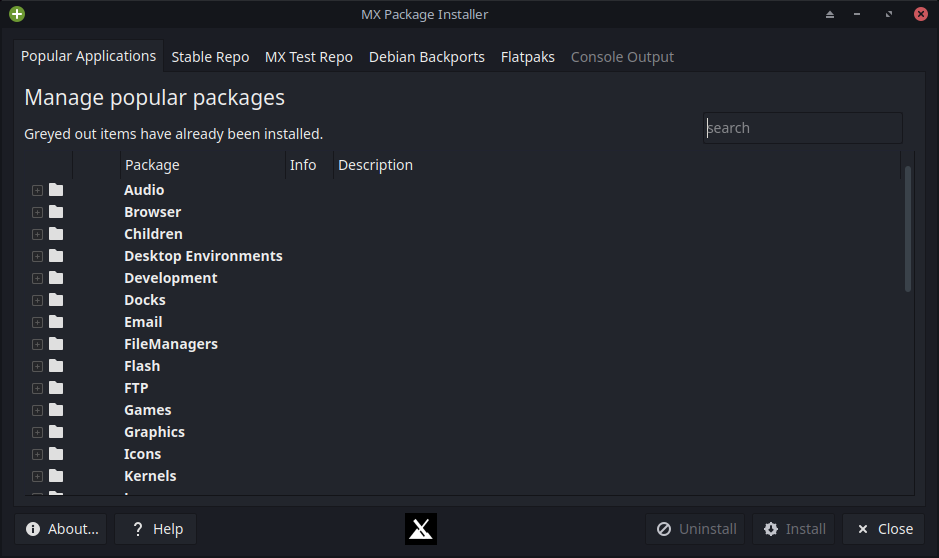 MX Package Installer
Popular Applications Stable Repo MX Test Repo Debian Backports Flatpaks Console Output
Manage popular packages
Greyed out items have already been installed.
search
Package Info Description
Audio
Browser
Children
Desktop Environments
Development
Docks
Email
FileManagers
Flash
FTP
Games
Graphics
Icons
Kernels
About... Help Uninstall Install Close